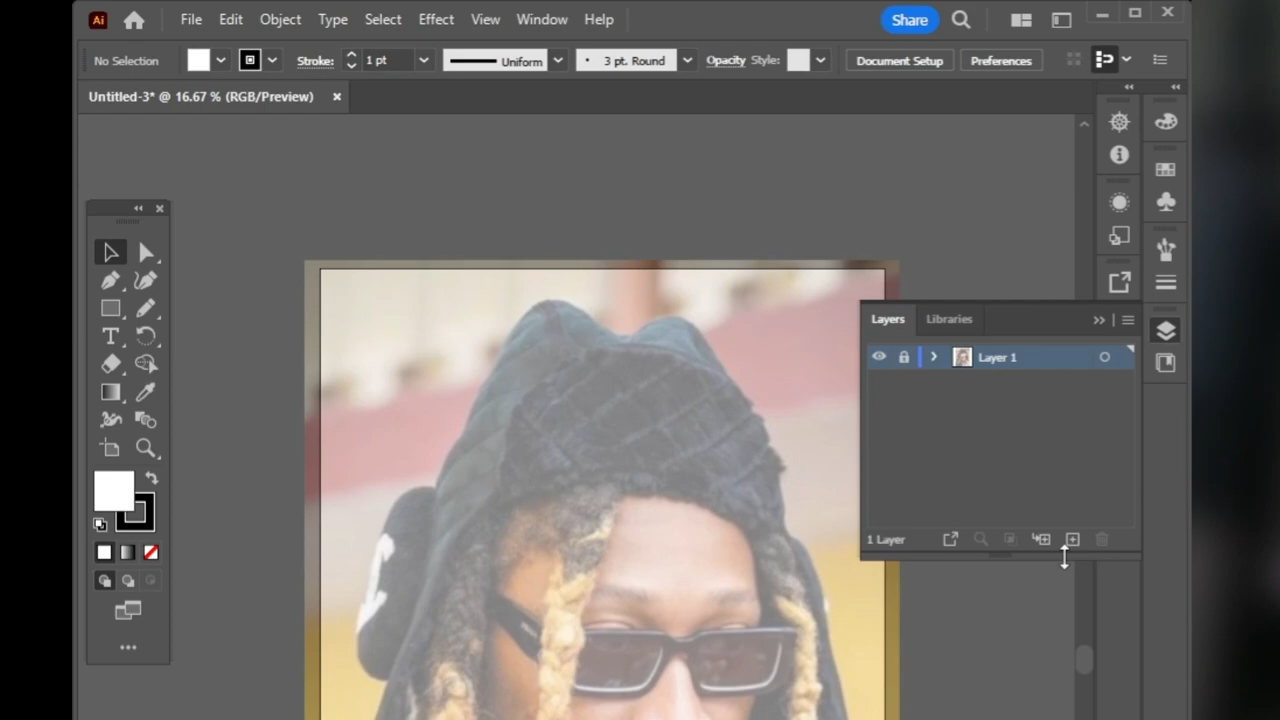 Ai File Edit Object Type Select Effect View Window Help Share
No Selection Stroke: 1 pt Uniform 3 pt. Round Opacity Style: Document Setup Preferences
Untitled-3* @ 16.67 % (RGB/Preview)
Layers Libraries
Layer 1
1 Layer